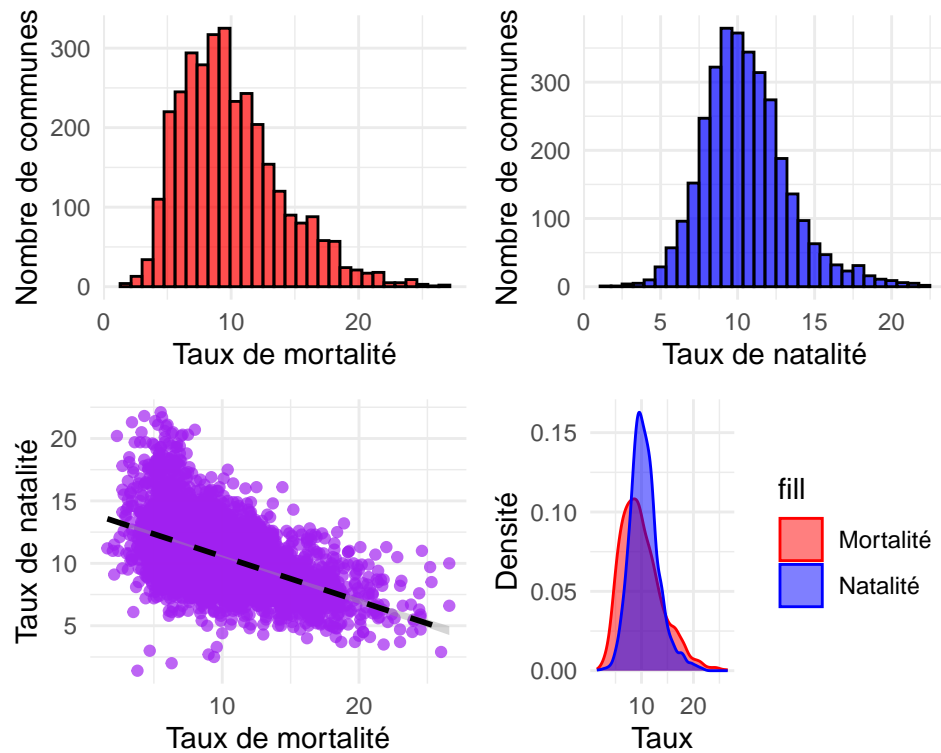 Nombre de communes
300
200
100
0
0 10 20
Taux de mortalité
Nombre de communes
300
200
100
0
0 5 10 15 20
Taux de natalité
Taux de natalité
20
15
10
5
10 20
Taux de mortalité
Densité
0.15
0.10
0.05
0.00
10 20
Taux
fill
Mortalité
Natalité